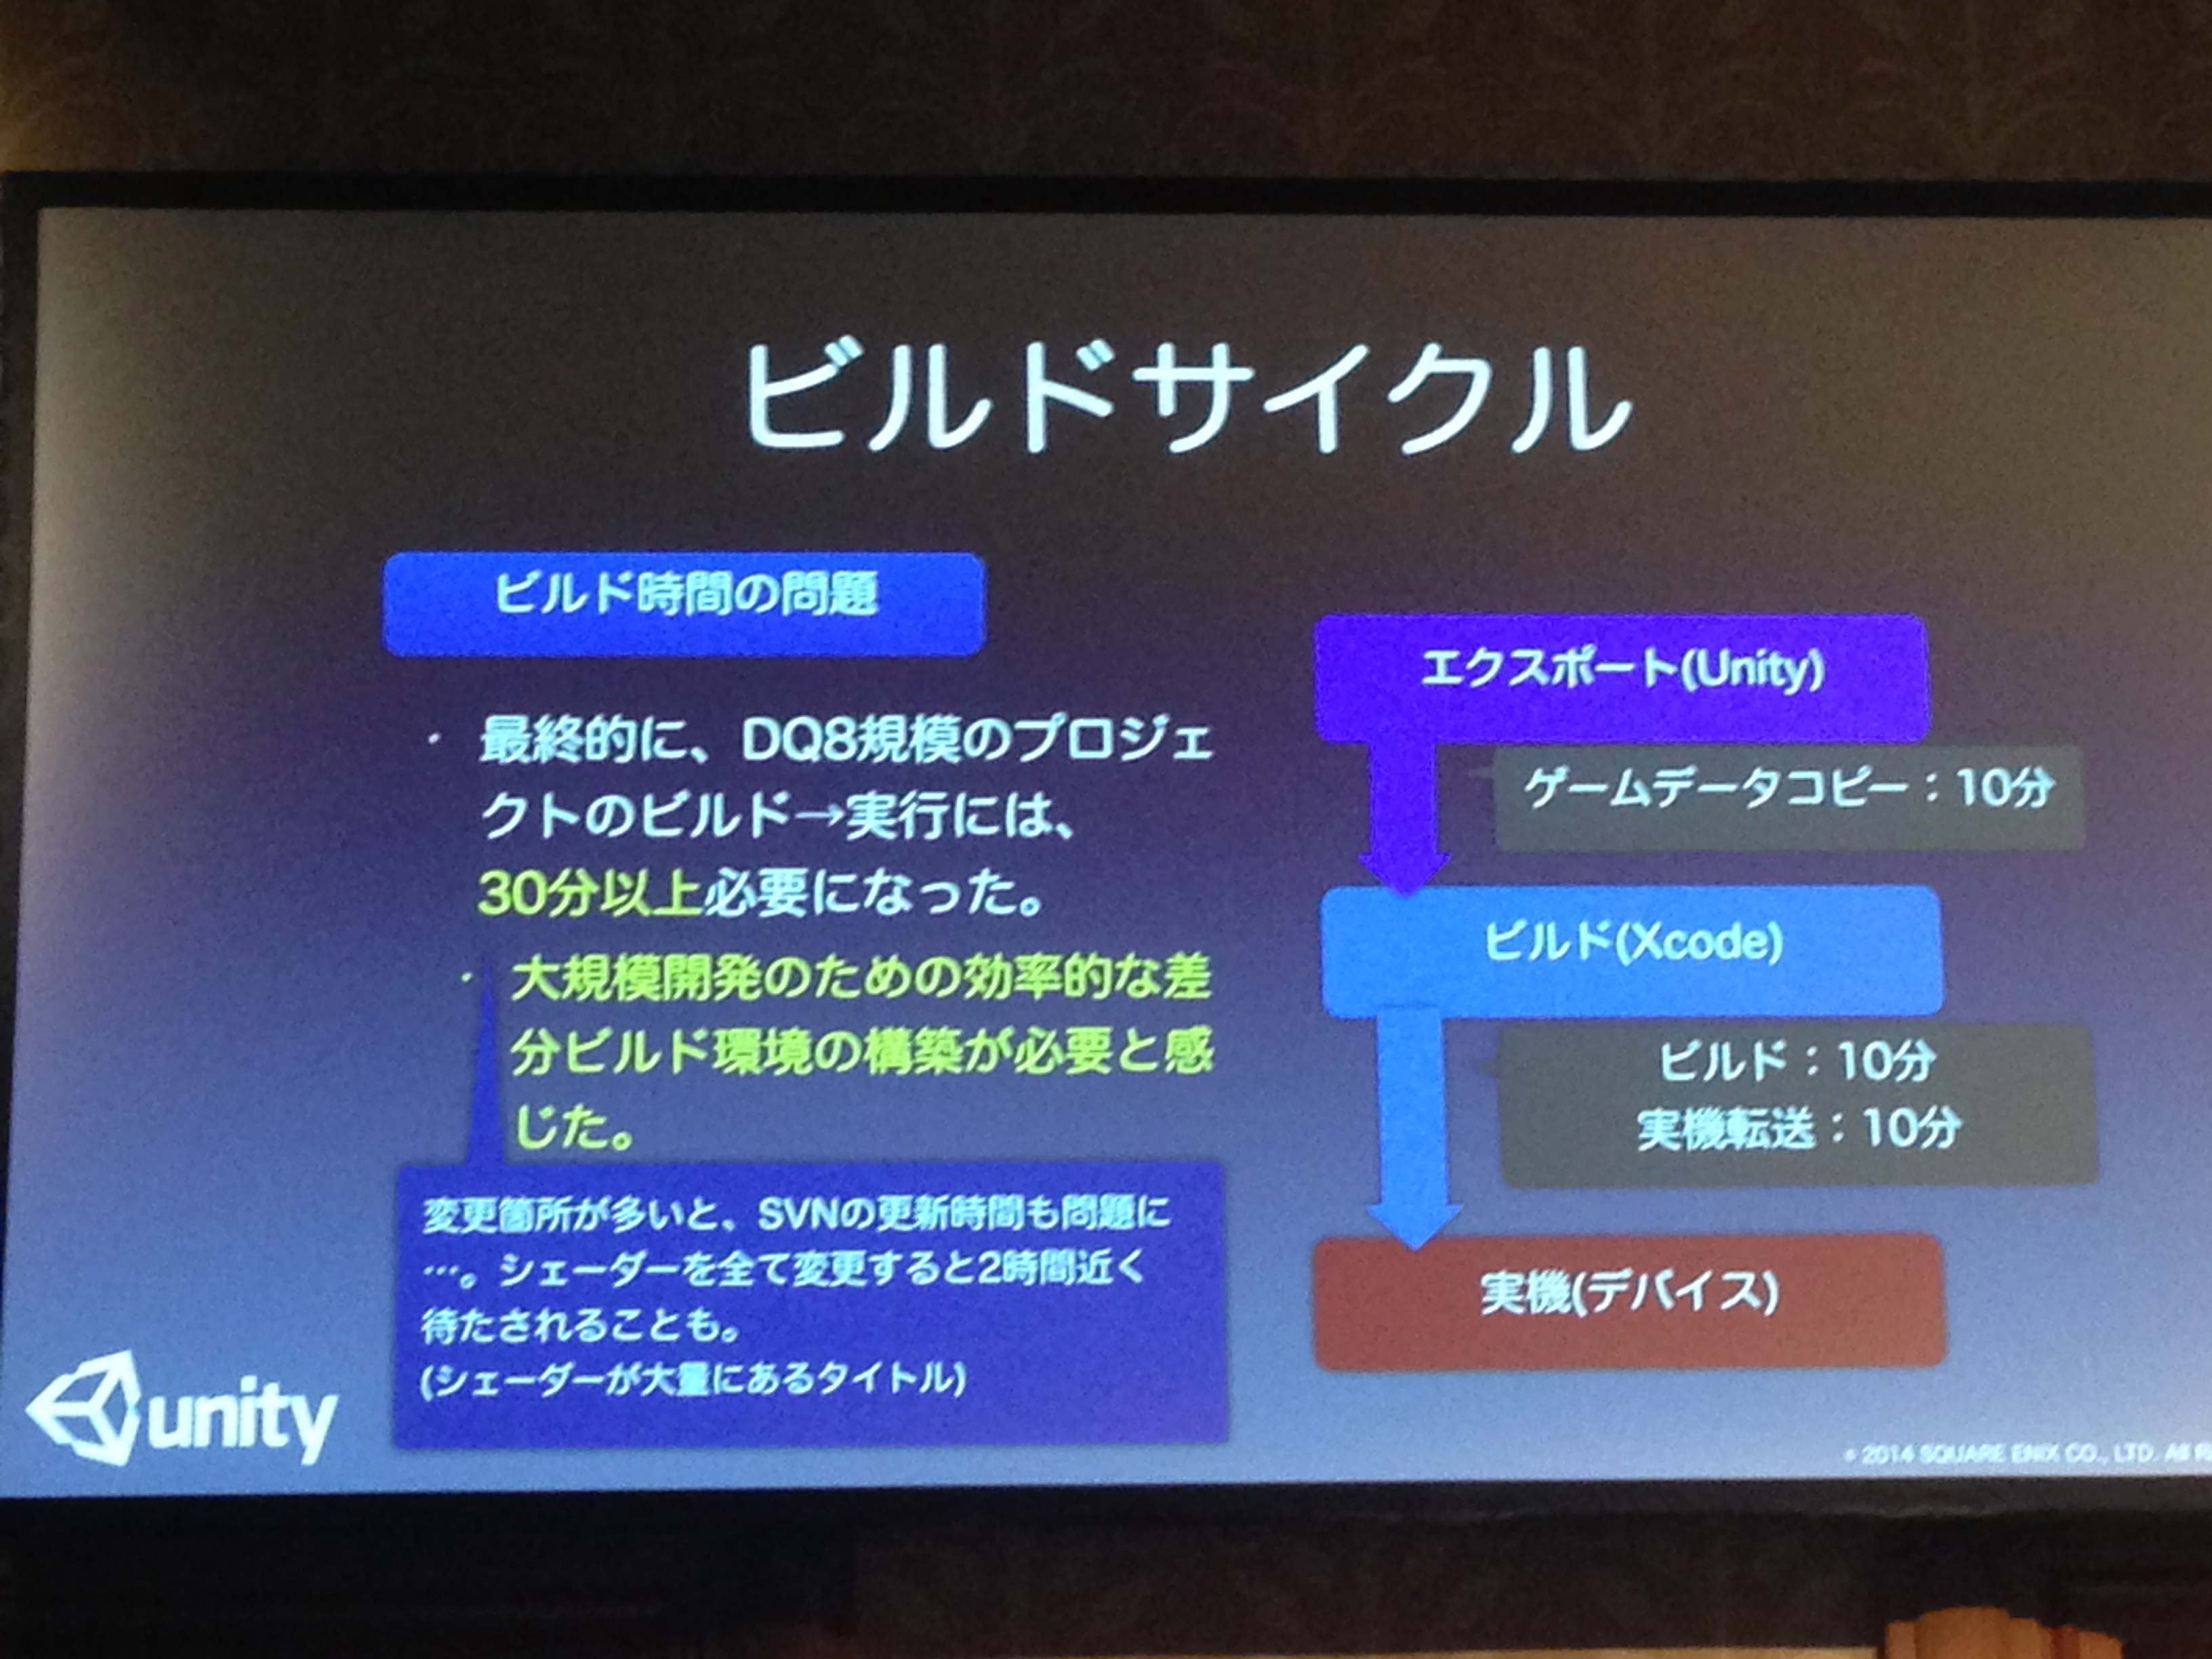 ビルドサイクル
ビルド時間の問題
・ 最終的に、DQ8規模のプロジェ
クトのビルド→実行には、
30分以上必要になった。
・ 大規模開発のための効率的な差
分ビルド環境の構築が必要と感
じた。
変更箇所が多いと、SVNの更新時間も問題に
…。シェーダーを全て変更すると2時間近く
待たされることも。
(シェーダーが大量にあるタイトル)
エクスポート(Unity)
ゲームデータコピー：10分
ビルド(Xcode)
ビルド：10分
実機転送：10分
実機(デバイス)
unity
© 2014 SQUARE ENIX CO., LTD. All